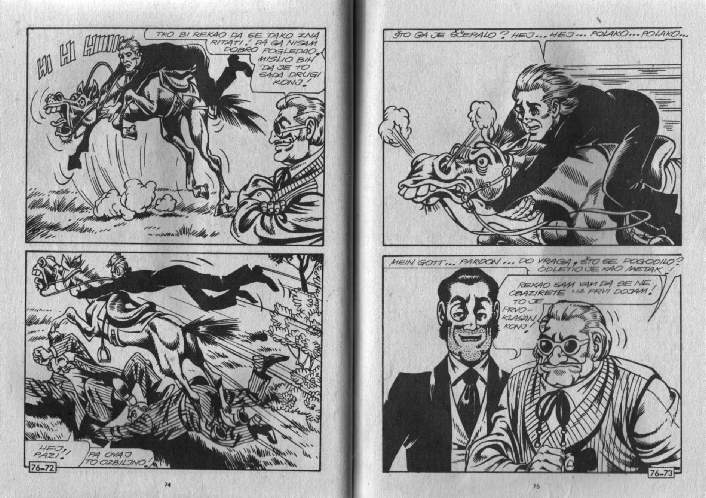 HI HI HIIIII
TKO BI REKAO DA SE TAKO ZNA
RITATI! DA GA NISAM
DOBRO POGLEDAO,
MISLIO BIH
DA JE TO
SADA DRUGI
KONJ!
HEJ!
PAZI!
PA OVAJ
TO OZBILJNO!
76-72
74
ŠTO GA JE ŠČEPALO? HEJ... HEJ... POLAKO... POLAKO...
MEIN GOTT... PARDON... DO VRAGA, ŠTO SE DOGODILO?
ODLETIO JE KAO METAK!
REKAO SAM VAM DA SE NE
OBAZIRETE NA PRVI DOJAM!
TO JE
PRVO-
KLASAN
KONJ!
76-73
75